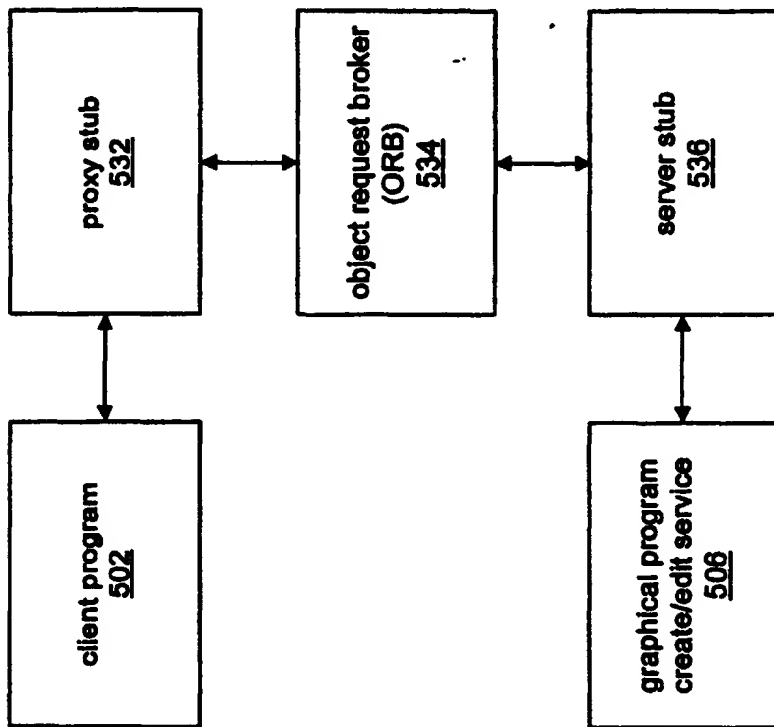 client program
502
proxy stub
532
object request broker
(ORB)
534
graphical program
create/edit service
506
server stub
536